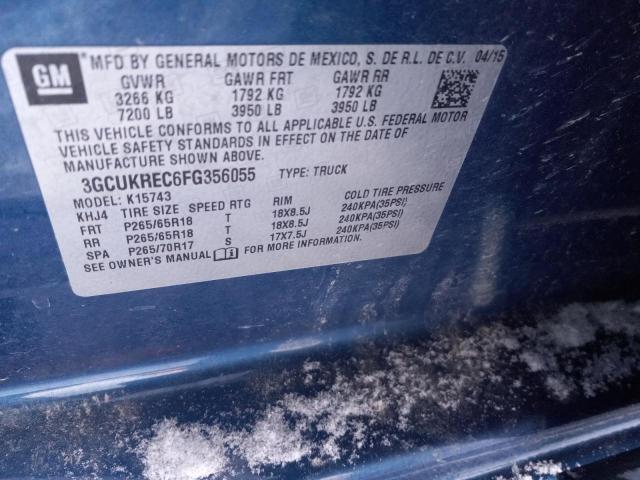 GM
MFD BY GENERAL MOTORS DE MEXICO, S. DE R.L. DE C.V. 04/15
GVWR GAWR FRT GAWR RR
3266 KG 1792 KG 1792 KG
7200 LB 3950 LB 3950 LB
THIS VEHICLE CONFORMS TO ALL APPLICABLE U.S. FEDERAL MOTOR
VEHICLE SAFETY STANDARDS IN EFFECT ON THE DATE OF
MANUFACTURE SHOWN ABOVE.
3GCUKREC6FG356055 TYPE: TRUCK
MODEL: K15743
KHJ4 TIRE SIZE SPEED RTG RIM COLD TIRE PRESSURE
FRT P265/65R18 T 18X8.5J 240KPA(35PSI)
RR P265/65R18 T 18X8.5J 240KPA(35PSI)
SPA P265/70R17 S 17X7.5J 240KPA(35PSI)
SEE OWNER'S MANUAL FOR MORE INFORMATION.